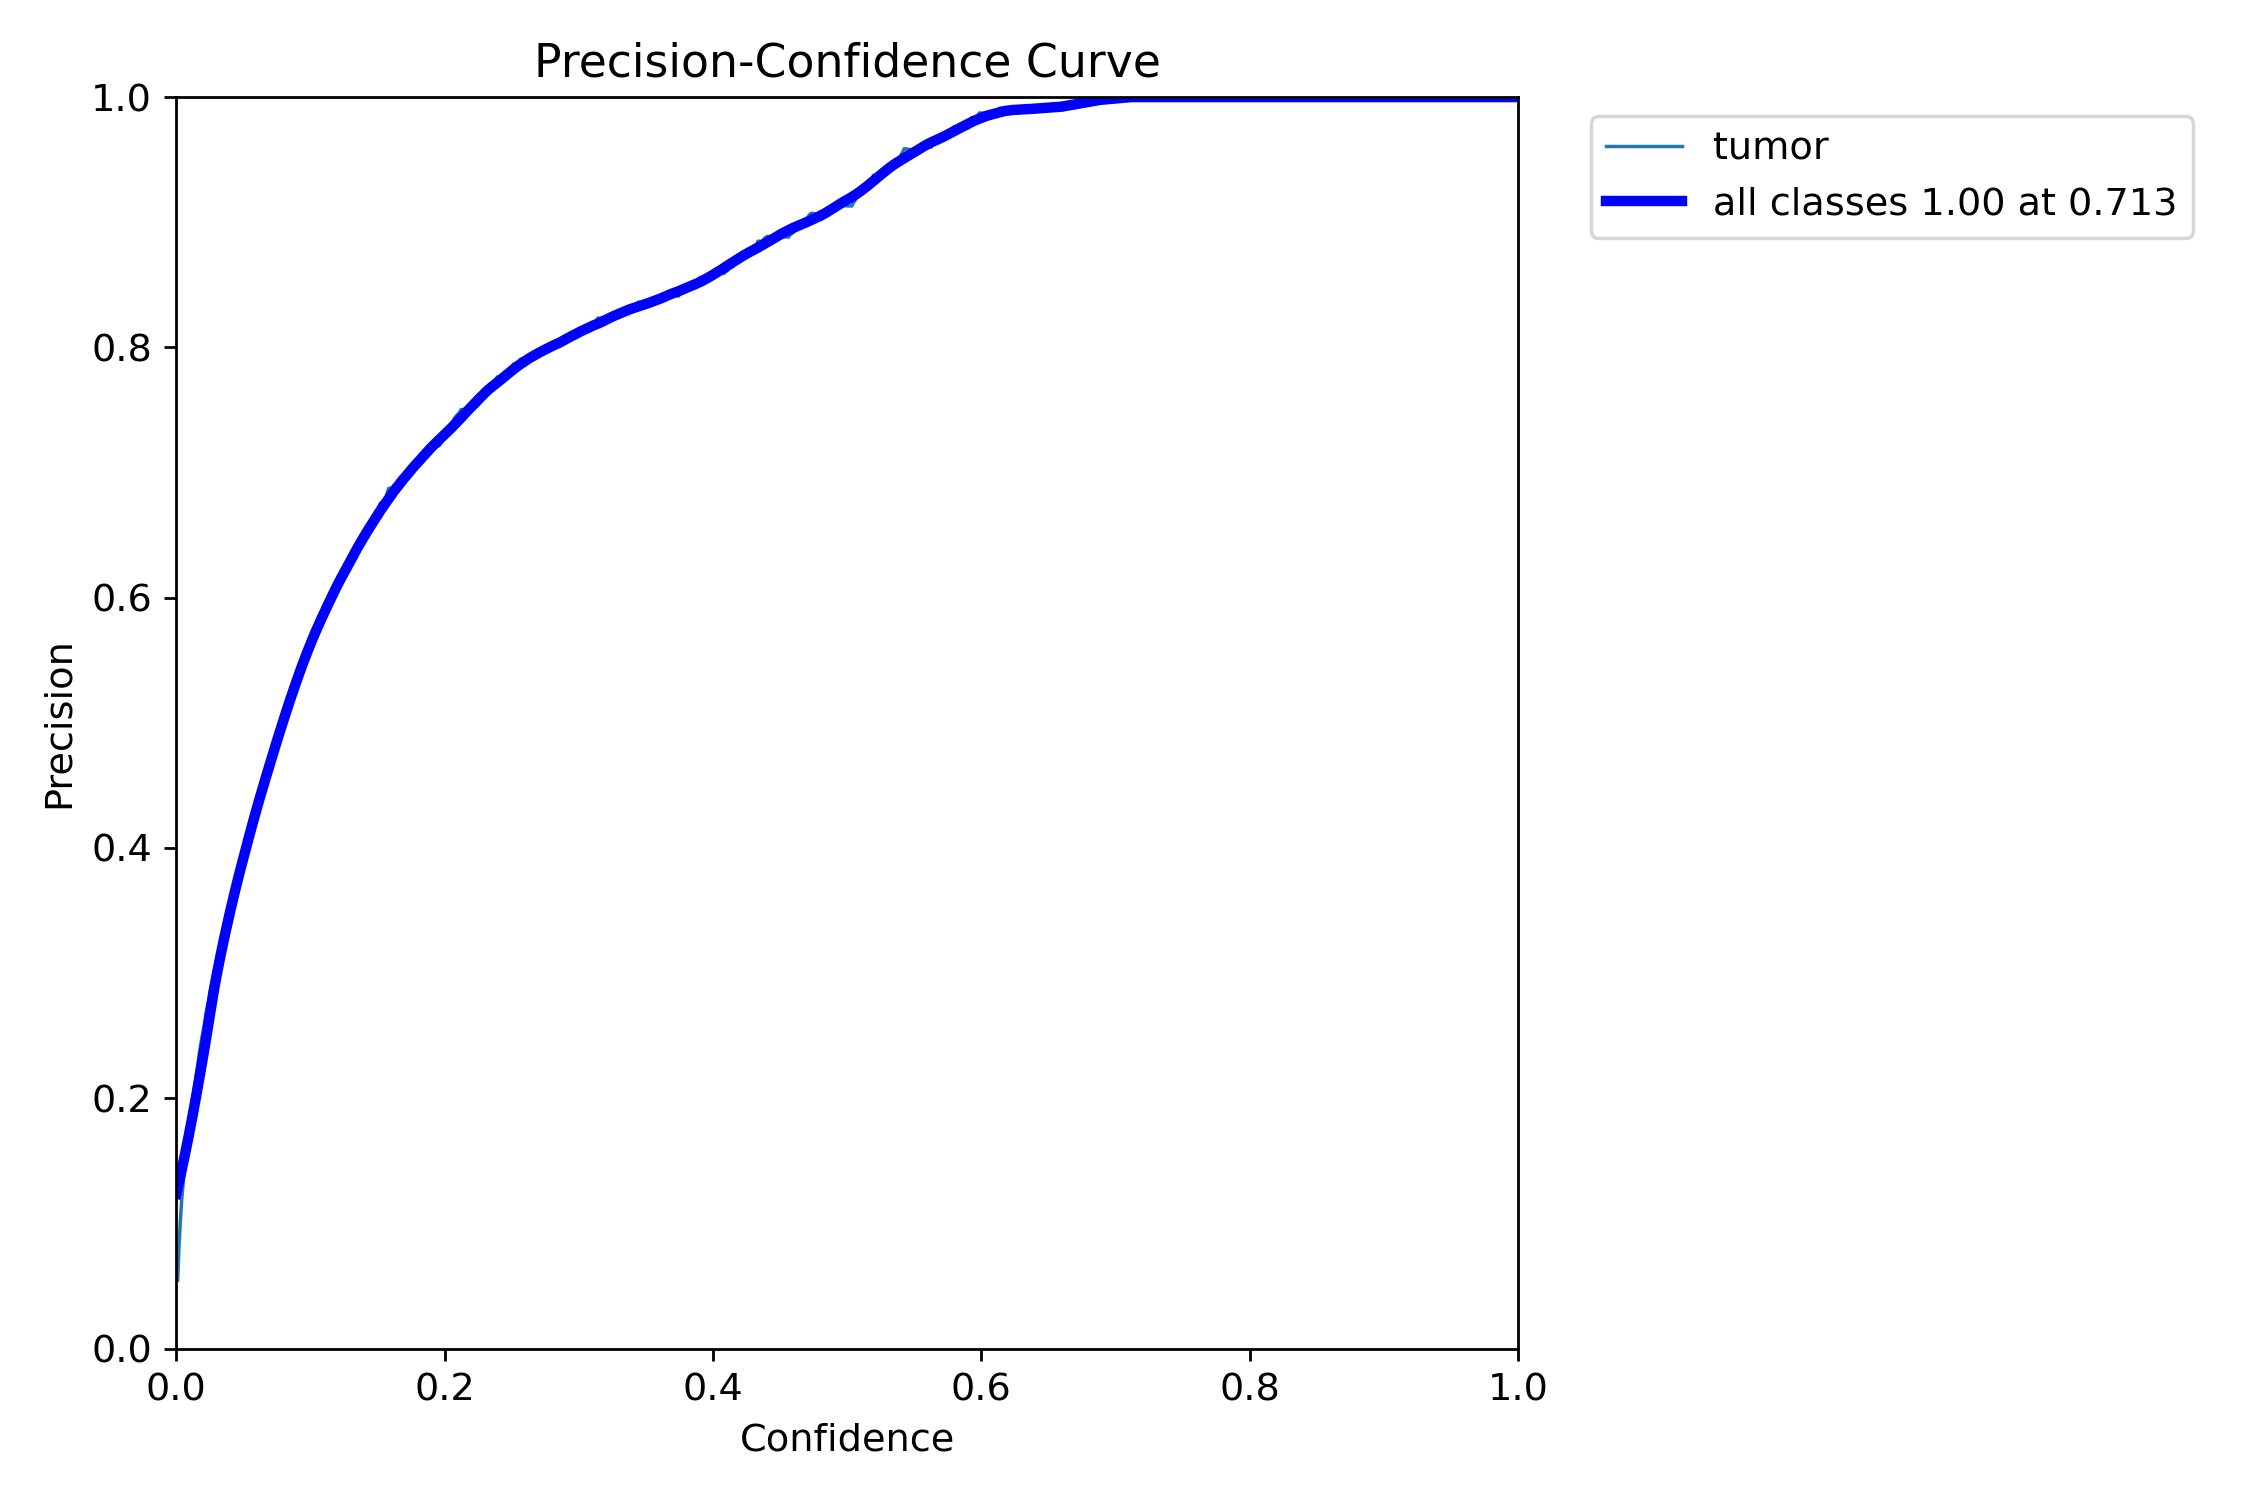 Precision-Confidence Curve
1.0
0.8
0.6
0.4
0.2
0.0
Precision
0.0 0.2 0.4 0.6 0.8 1.0
Confidence
tumor
all classes 1.00 at 0.713